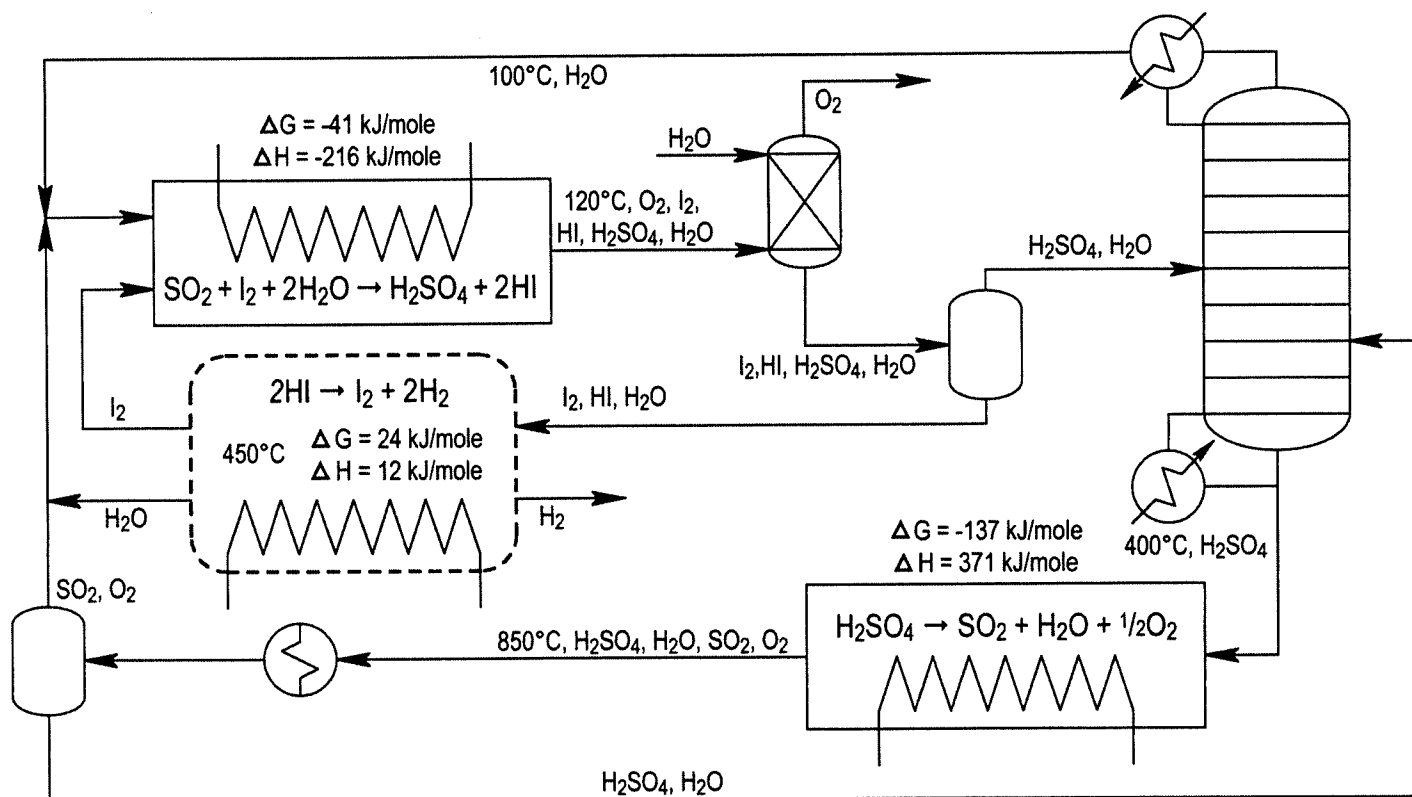 100°C, H₂O
ΔG = -41 kJ/mole
ΔH = -216 kJ/mole
SO₂ + I₂ + 2H₂O → H₂SO₄ + 2HI
120°C, O₂, I₂,
HI, H₂SO₄, H₂O
H₂O
O₂
H₂SO₄, H₂O
I₂,HI, H₂SO₄, H₂O
I₂, HI, H₂O
I₂
2HI → I₂ + 2H₂
450°C
ΔG = 24 kJ/mole
ΔH = 12 kJ/mole
H₂O
H₂
400°C, H₂SO₄
ΔG = -137 kJ/mole
ΔH = 371 kJ/mole
H₂SO₄ → SO₂ + H₂O + ½O₂
850°C, H₂SO₄, H₂O, SO₂, O₂
SO₂, O₂
H₂SO₄, H₂O